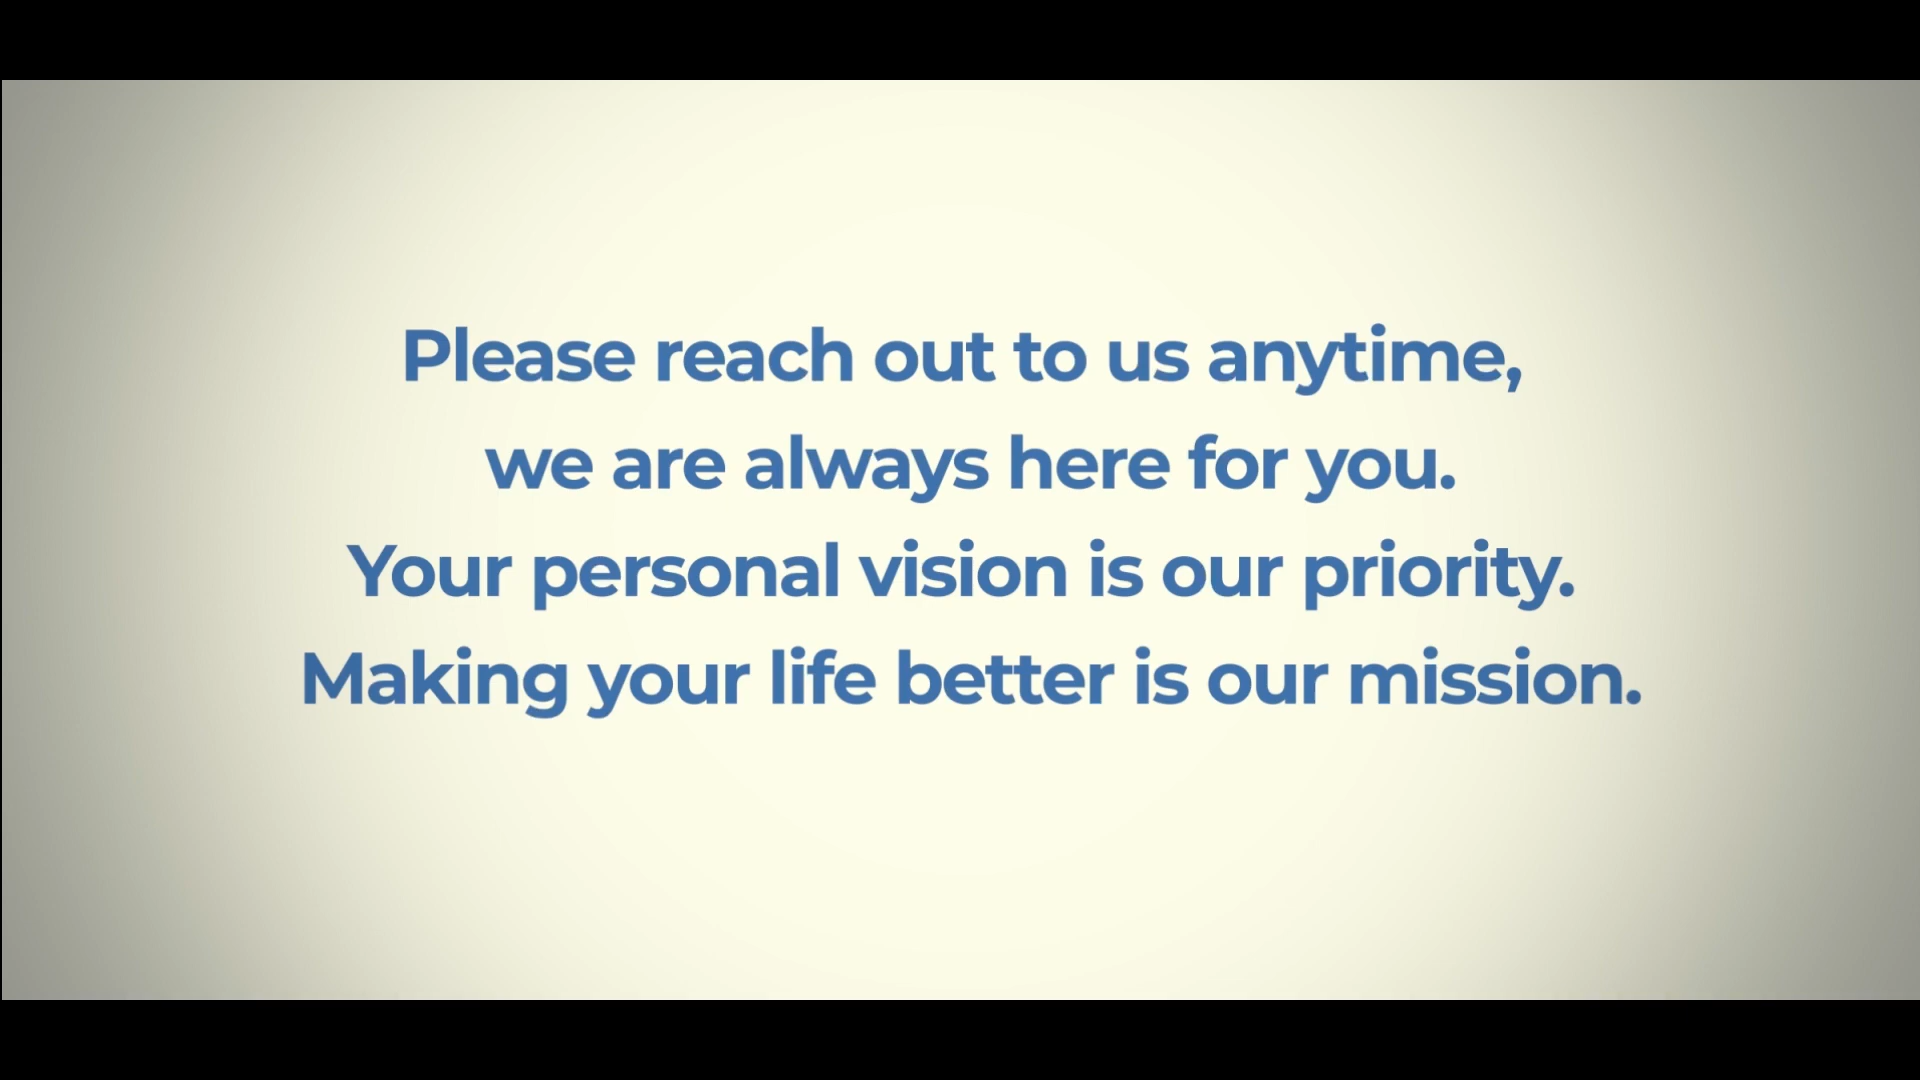 Please reach out to us anytime,
we are always here for you.
Your personal vision is our priority.
Making your life better is our mission.